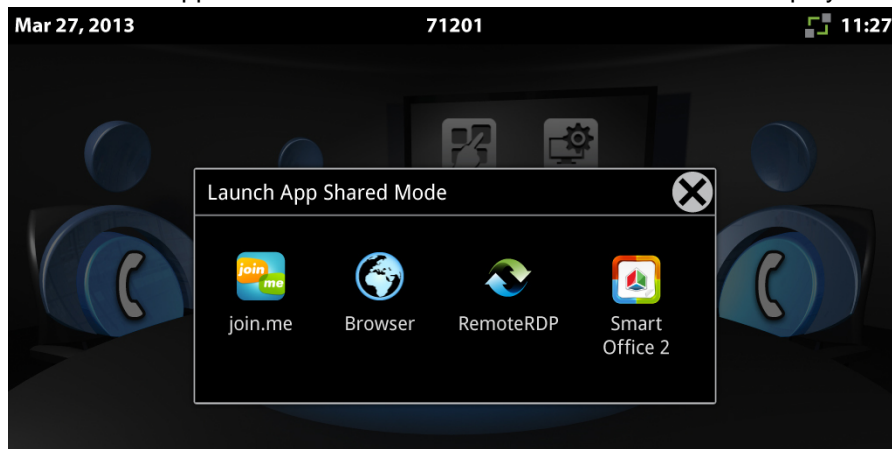 Mar 27, 2013 71201 11:27
Launch App Shared Mode
join me
join.me Browser RemoteRDP Smart
Office 2